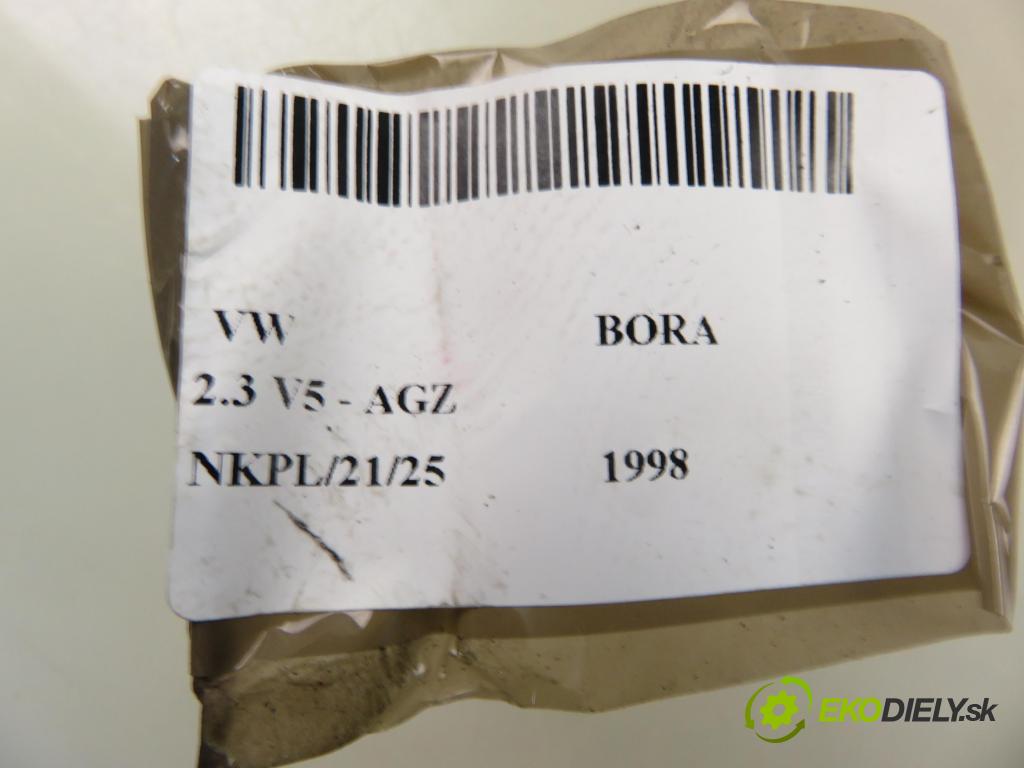 VW BORA
2.3 V5 - AGZ
NKPL/21/25 1998
EKODIELY.sk